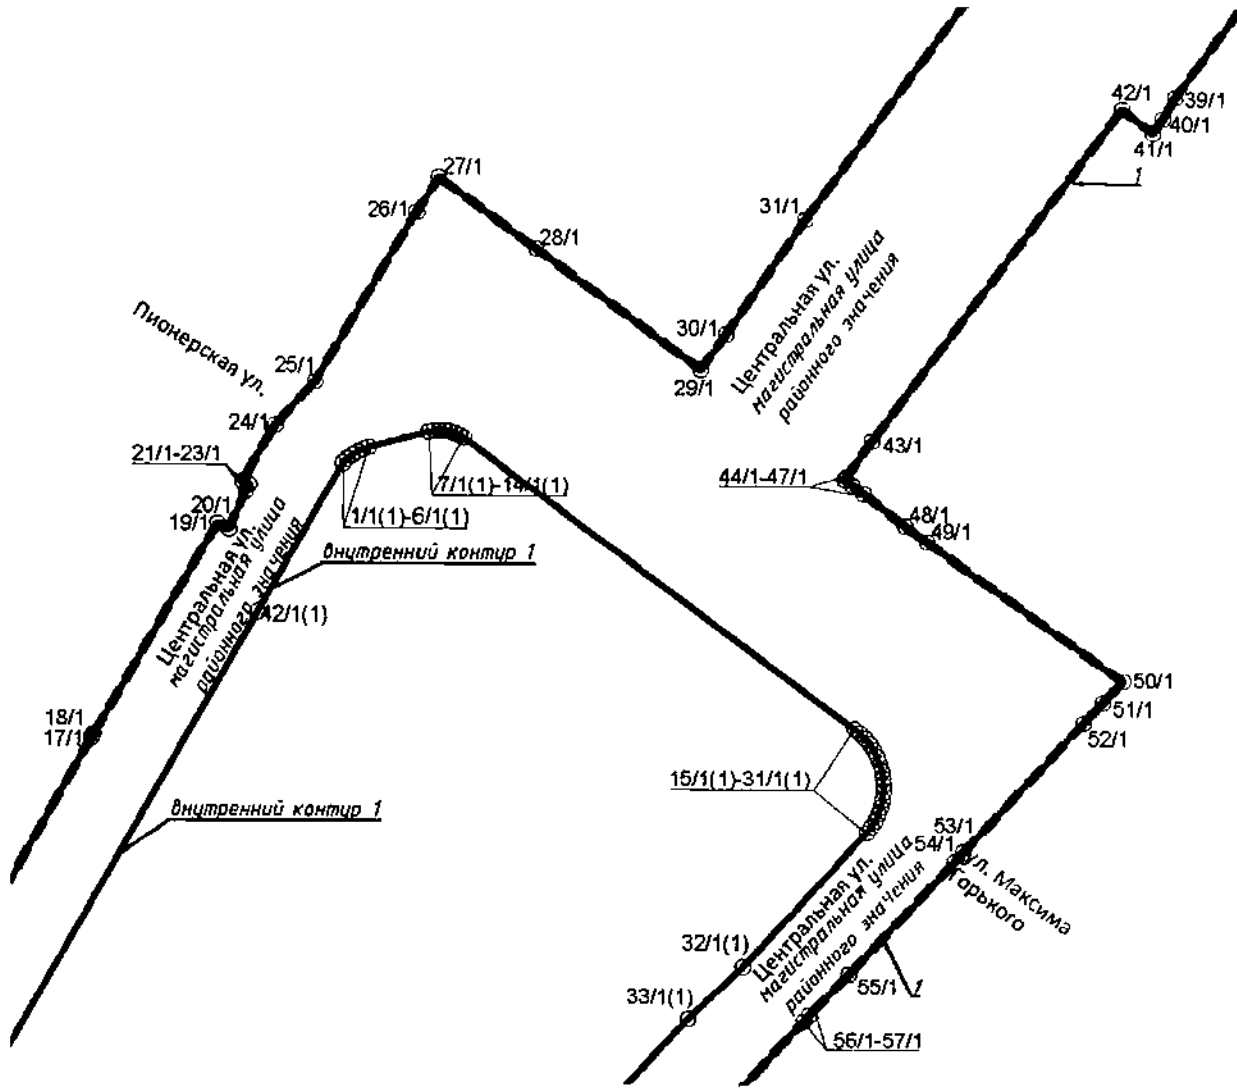 42/1
39/1
40/1
41/1
1
27/1
26/1
31/1
28/1
Центральная ул.
магистральная улица
районного значения
30/1
29/1
Пионерская ул.
25/1
24/1
21/1-23/1
43/1
44/1-47/1
7/1(1)-14/1(1)
1/1(1)-6/1(1)
20/1
19/1
48/1
49/1
внутренний контур 1
Центральная ул.
магистральная улица
районного значения
42/1(1)
50/1
51/1
52/1
18/1
17/1
15/1(1)-31/1(1)
внутренний контур 1
53/1
54/1
ул. Максима
Горького
Центральная ул.
магистральная улица
районного значения
32/1(1)
33/1(1)
55/1
1
56/1-57/1